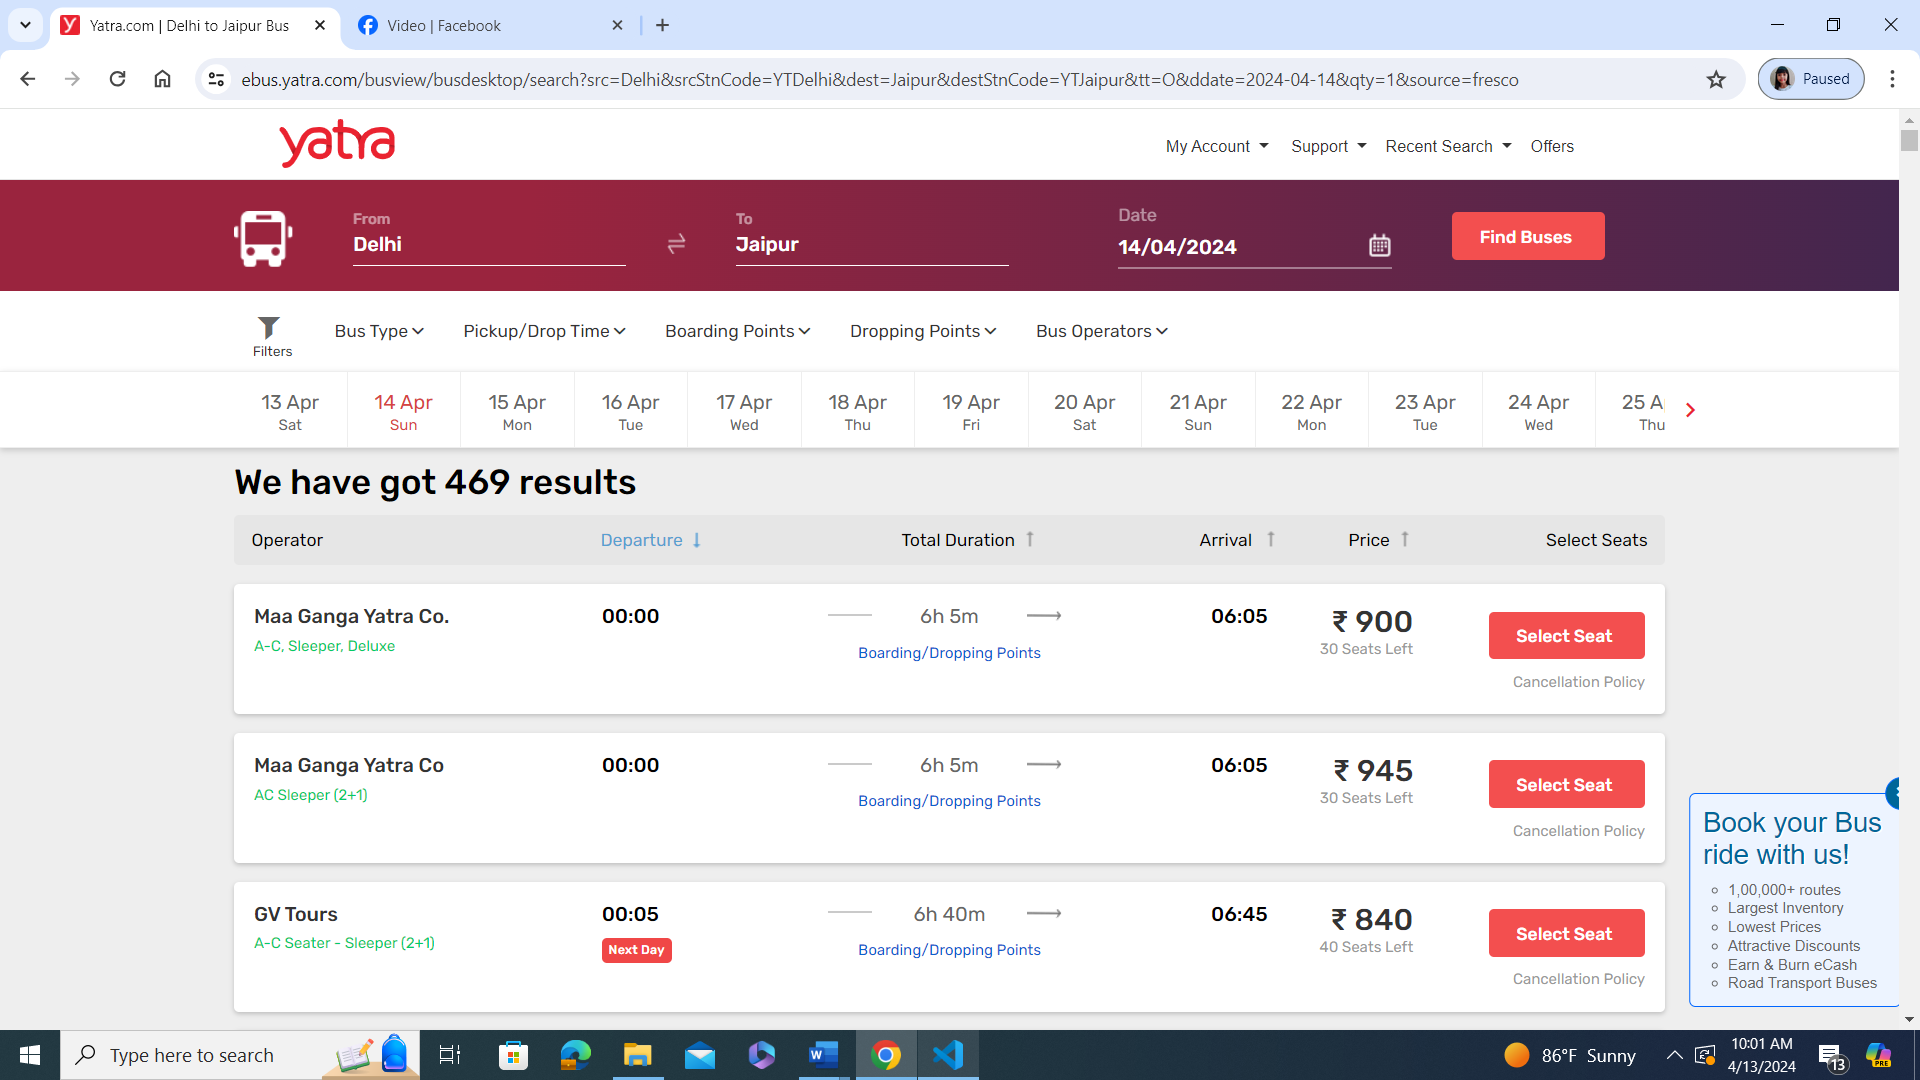 Yatra.com | Delhi to Jaipur Bus
Video | Facebook
ebus.yatra.com/busview/busdesktop/search?src=Delhi&srcStnCode=YTDelhi&dest=Jaipur&destStnCode=YTJaipur&tt=O&ddate=2024-04-14&qty=1&source=fresco
Paused
yatra
My Account Support Recent Search Offers
From
Delhi
To
Jaipur
Date
14/04/2024
Find Buses
Filters
Bus Type Pickup/Drop Time Boarding Points Dropping Points Bus Operators
13 Apr 14 Apr 15 Apr 16 Apr 17 Apr 18 Apr 19 Apr 20 Apr 21 Apr 22 Apr 23 Apr 24 Apr 25 A
Sat Sun Mon Tue Wed Thu Fri Sat Sun Mon Tue Wed Thu
We have got 469 results
Operator Departure Total Duration Arrival Price Select Seats
Maa Ganga Yatra Co. 00:00 6h 5m 06:05 ₹ 900 Select Seat
A-C, Sleeper, Deluxe Boarding/Dropping Points 30 Seats Left
Cancellation Policy
Maa Ganga Yatra Co 00:00 6h 5m 06:05 ₹ 945 Select Seat
AC Sleeper (2+1) Boarding/Dropping Points 30 Seats Left
Cancellation Policy
GV Tours 00:05 6h 40m 06:45 ₹ 840 Select Seat
A-C Seater - Sleeper (2+1) Next Day Boarding/Dropping Points 40 Seats Left
Cancellation Policy
Book your Bus
ride with us!
1,00,000+ routes
Largest Inventory
Lowest Prices
Attractive Discounts
Earn & Burn eCash
Road Transport Buses
Type here to search
86°F Sunny
10:01 AM
4/13/2024
13
PRE